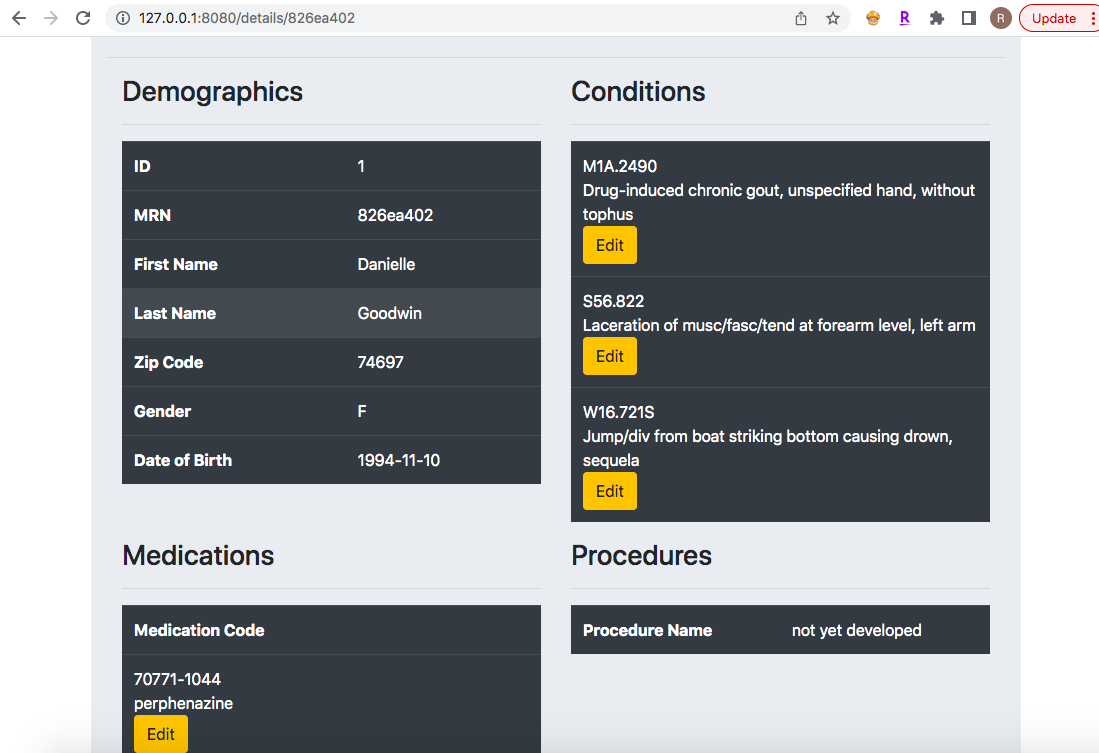 127.0.0.1:8080/details/826ea402
R
R
Update
Demographics
ID 1
MRN 826ea402
First Name Danielle
Last Name Goodwin
Zip Code 74697
Gender F
Date of Birth 1994-11-10
Conditions
M1A.2490
Drug-induced chronic gout, unspecified hand, without
tophus
Edit
S56.822
Laceration of musc/fasc/tend at forearm level, left arm
Edit
W16.721S
Jump/div from boat striking bottom causing drown,
sequela
Edit
Medications
Medication Code
70771-1044
perphenazine
Edit
Procedures
Procedure Name not yet developed